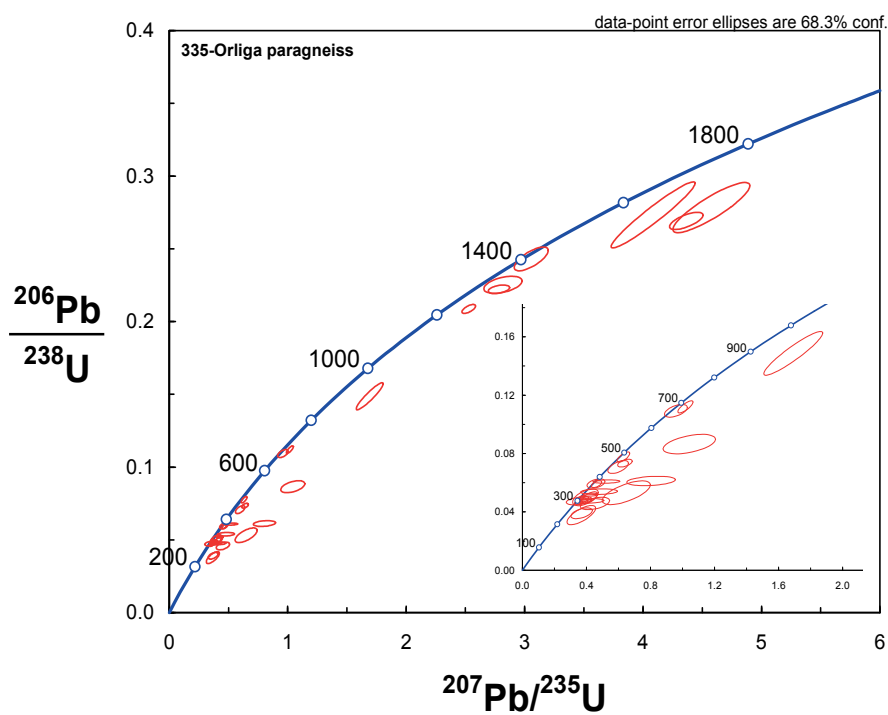 data-point error ellipses are 68.3% conf.
335-Orliga paragneiss
0.4
0.3
0.2
0.1
0.0
206Pb
238U
1800
1400
1000
600
200
0.16
0.12
0.08
0.04
0.00
900
700
500
300
100
0.0 0.4 0.8 1.2 1.6 2.0
0 1 2 3 4 5 6
207Pb/235U